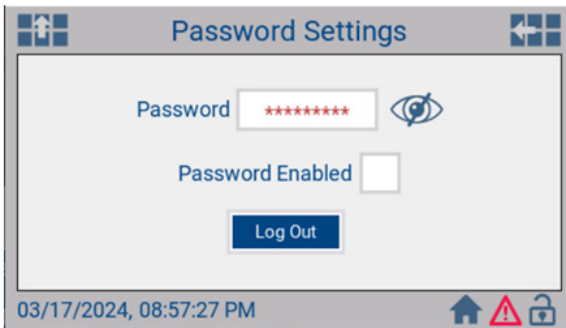 Password Settings
Password *********
Password Enabled
Log Out
03/17/2024, 08:57:27 PM